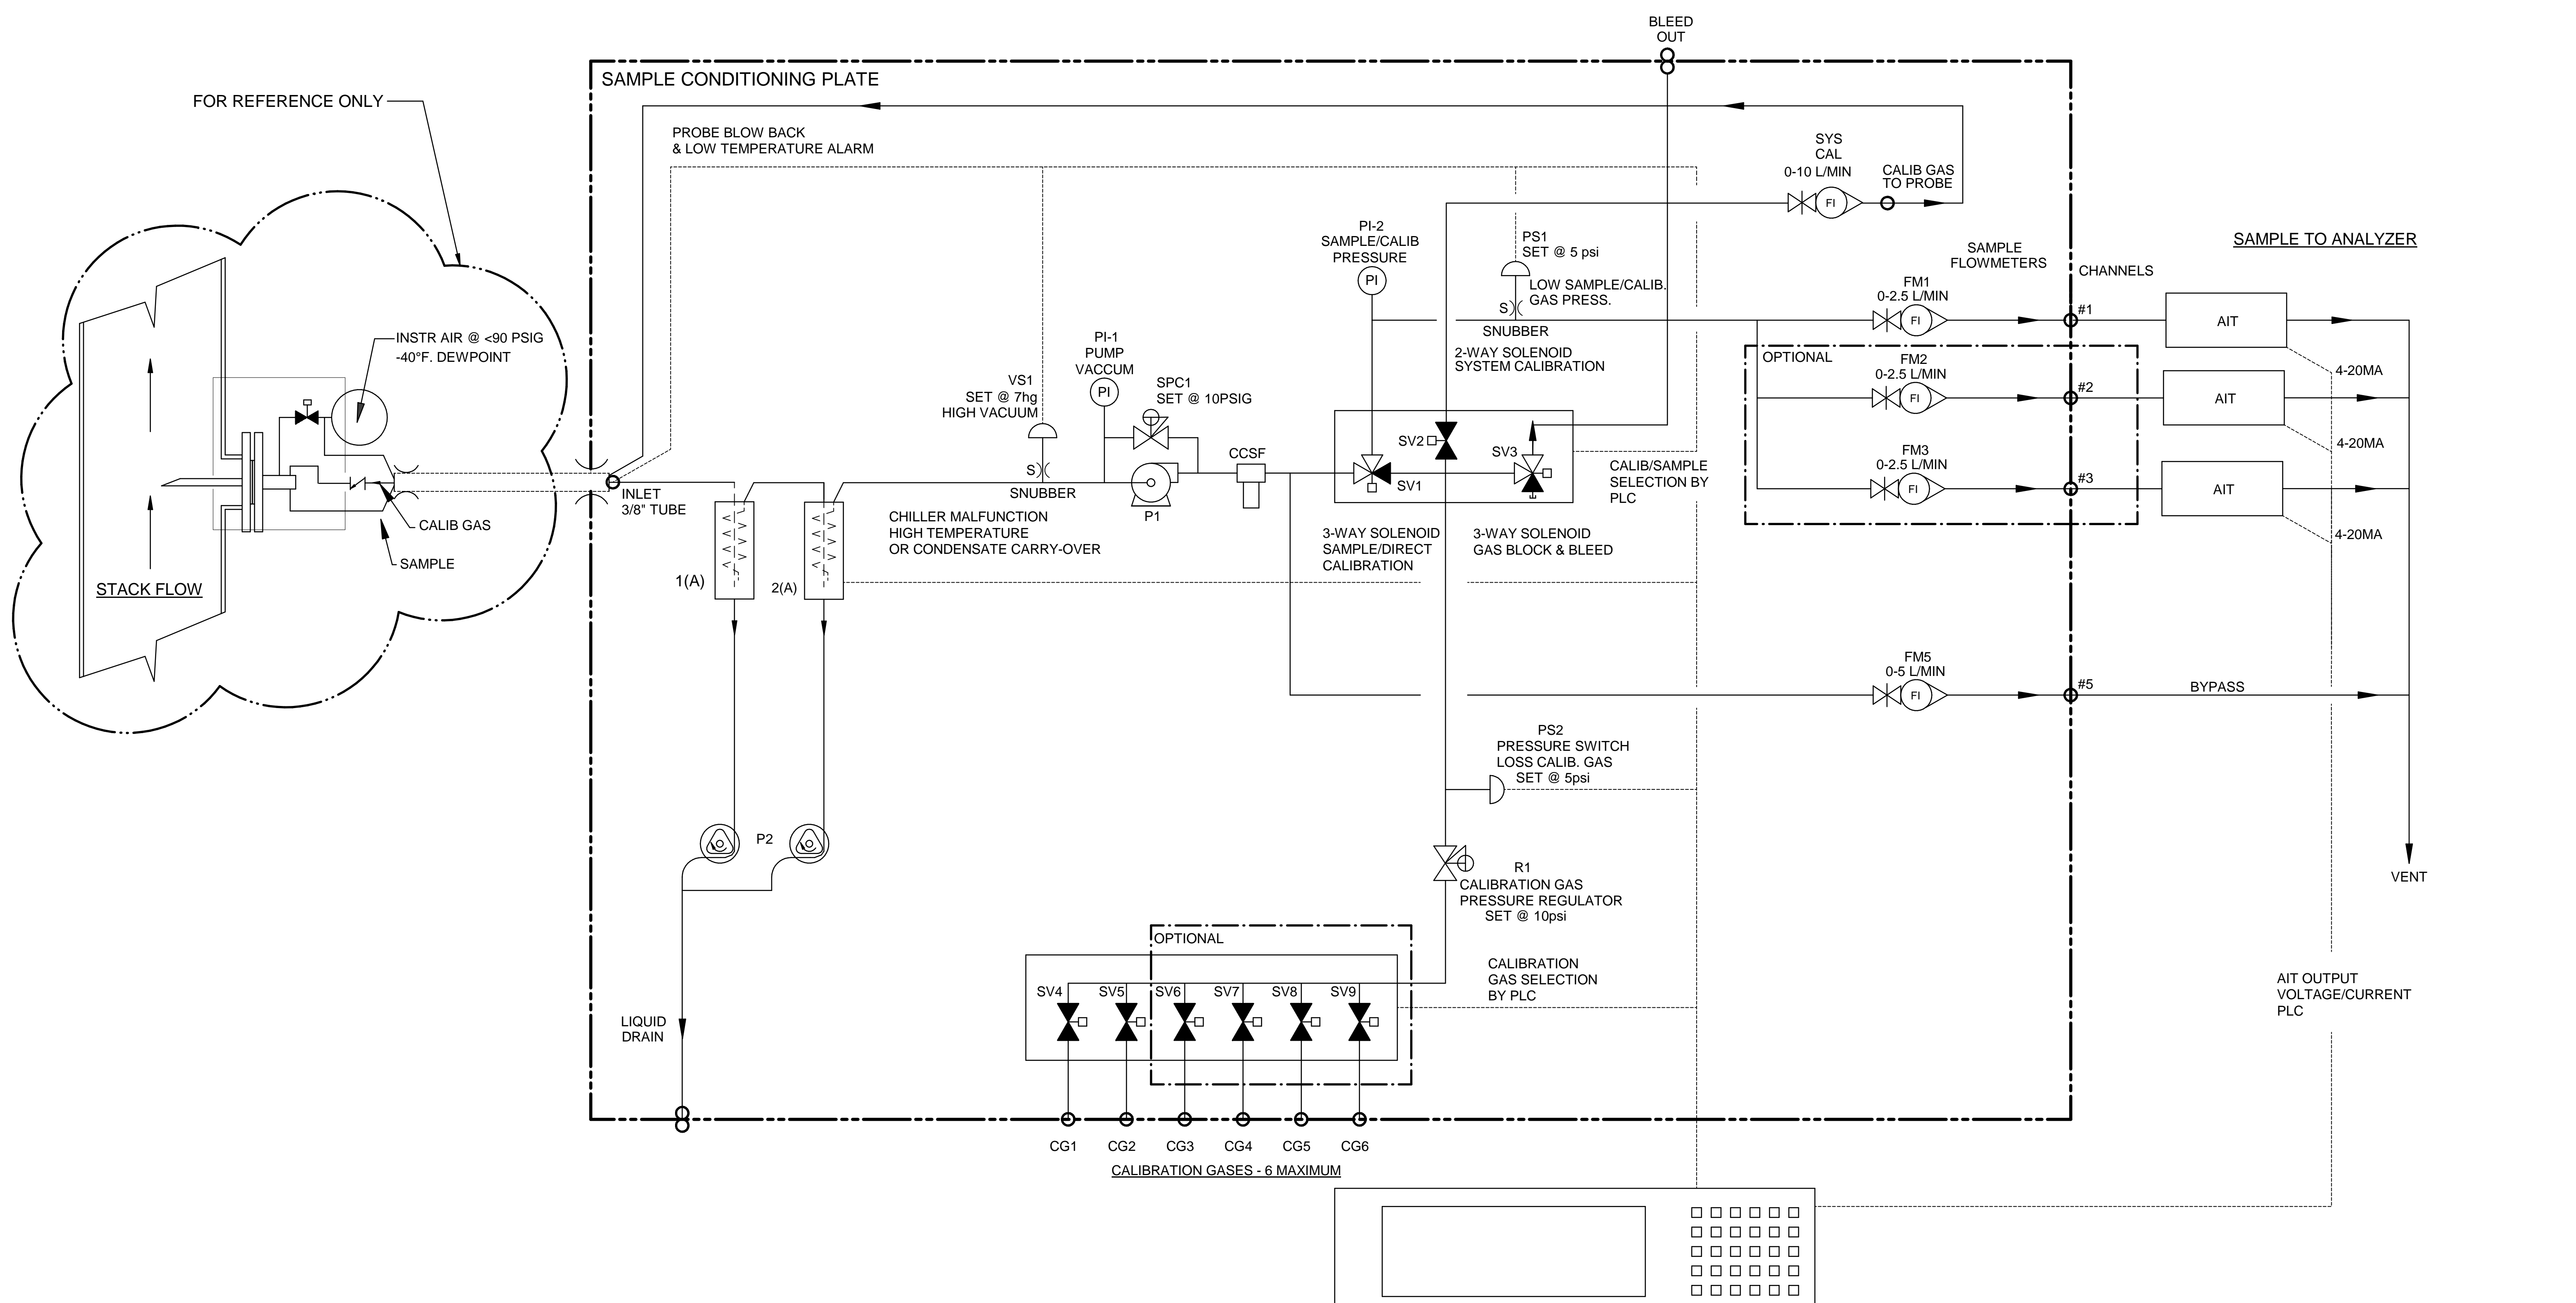 BLEED
OUT
SAMPLE CONDITIONING PLATE
FOR REFERENCE ONLY
PROBE BLOW BACK
& LOW TEMPERATURE ALARM
SYS
CAL
0-10 L/MIN
FI
CALIB GAS
TO PROBE
PI-2
SAMPLE/CALIB
PRESSURE
PI
PS1
SET @ 5 psi
LOW SAMPLE/CALIB.
GAS PRESS.
S
SNUBBER
SAMPLE
FLOWMETERS
CHANNELS
SAMPLE TO ANALYZER
FM1
0-2.5 L/MIN
FI
#1
AIT
OPTIONAL
FM2
0-2.5 L/MIN
FI
#2
AIT
4-20MA
FM3
0-2.5 L/MIN
FI
#3
AIT
4-20MA
4-20MA
INSTR AIR @ <90 PSIG
-40°F. DEWPOINT
CALIB GAS
SAMPLE
STACK FLOW
INLET
3/8" TUBE
1(A)
2(A)
VS1
SET @ 7hg
HIGH VACUUM
S
SNUBBER
PI-1
PUMP
VACCUM
PI
SPC1
SET @ 10PSIG
P1
CCSF
CHILLER MALFUNCTION
HIGH TEMPERATURE
OR CONDENSATE CARRY-OVER
2-WAY SOLENOID
SYSTEM CALIBRATION
SV2
SV3
SV1
CALIB/SAMPLE
SELECTION BY
PLC
3-WAY SOLENOID
SAMPLE/DIRECT
CALIBRATION
3-WAY SOLENOID
GAS BLOCK & BLEED
FM5
0-5 L/MIN
FI
#5
BYPASS
PS2
PRESSURE SWITCH
LOSS CALIB. GAS
SET @ 5psi
P2
R1
CALIBRATION GAS
PRESSURE REGULATOR
SET @ 10psi
VENT
OPTIONAL
CALIBRATION
GAS SELECTION
BY PLC
SV4
SV5
SV6
SV7
SV8
SV9
LIQUID
DRAIN
AIT OUTPUT
VOLTAGE/CURRENT
PLC
CG1
CG2
CG3
CG4
CG5
CG6
CALIBRATION GASES - 6 MAXIMUM